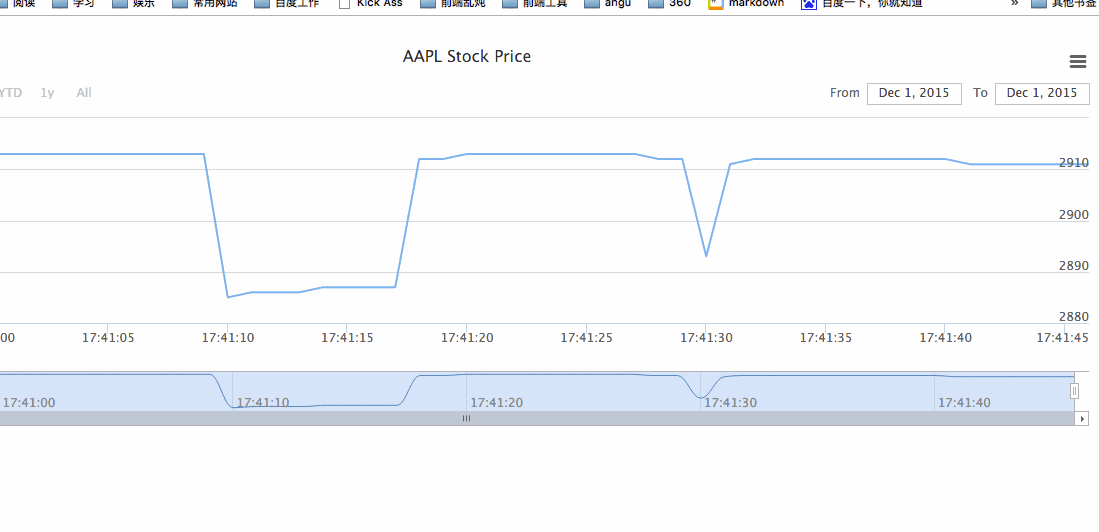 阅读 学习 娱乐 常用网站 百度工作 Kick Ass 前端乱炖 前端工具 angu 360 markdown 百度一下，你就知道 » 其他书签
AAPL Stock Price
YTD 1y All From Dec 1, 2015 To Dec 1, 2015
2910
2900
2890
2880
00 17:41:05 17:41:10 17:41:15 17:41:20 17:41:25 17:41:30 17:41:35 17:41:40 17:41:45
17:41:00 17:41:10 17:41:20 17:41:30 17:41:40